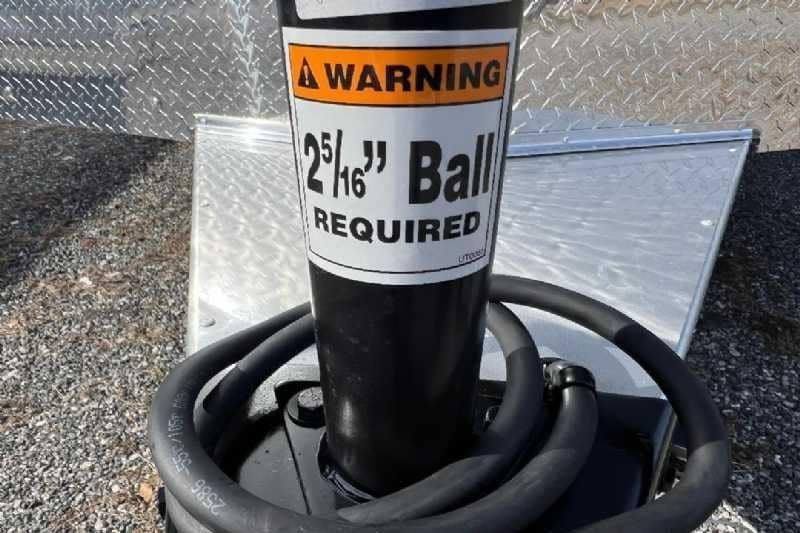 WARNING
2 5/16" Ball
REQUIRED